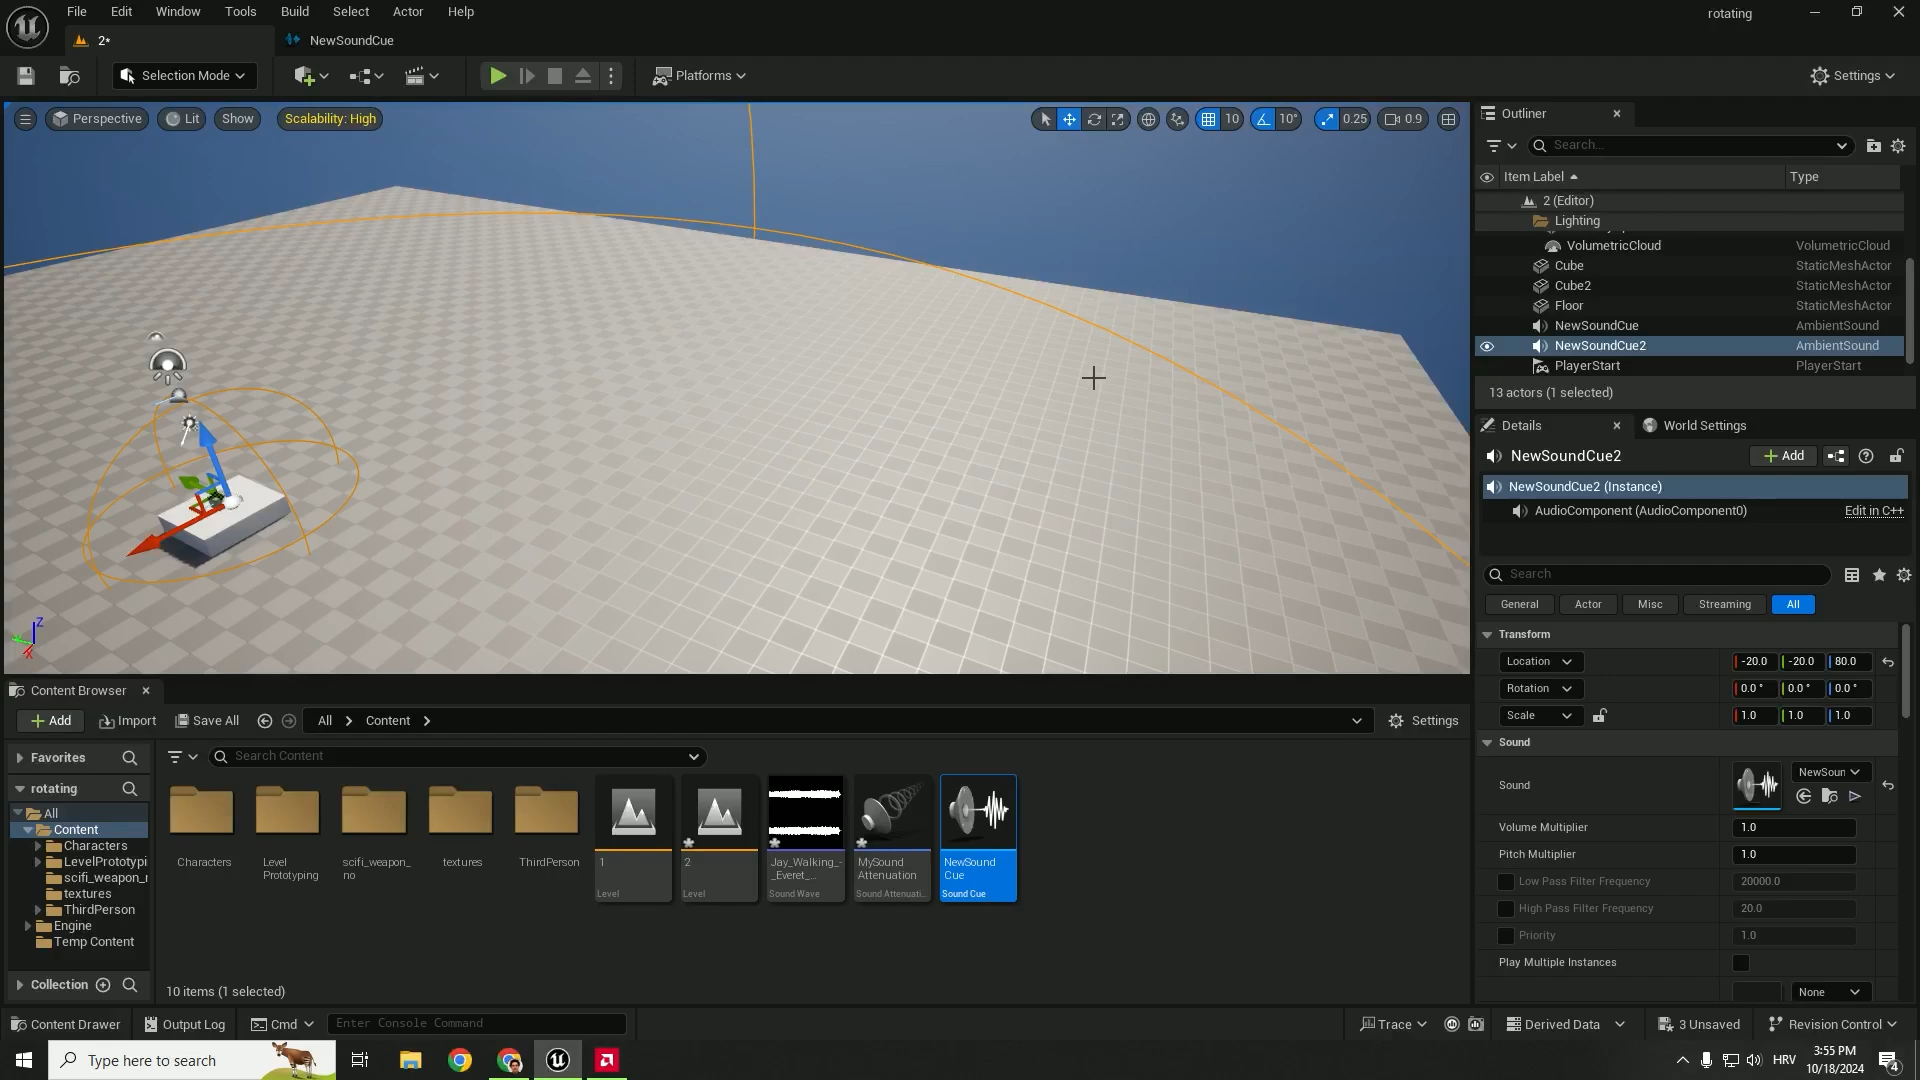 File Edit Window Tools Build Select Actor Help
rotating
2*
NewSoundCue
Selection Mode
Platforms
Settings
Perspective
Lit
Show
Scalability: High
10
10°
0.25
0.9
Outliner
Search...
Item Label
Type
2 (Editor)
Lighting
VolumetricCloud VolumetricCloud
Cube StaticMeshActor
Cube2 StaticMeshActor
Floor StaticMeshActor
NewSoundCue AmbientSound
NewSoundCue2 AmbientSound
PlayerStart PlayerStart
13 actors (1 selected)
Details
World Settings
NewSoundCue2
Add
NewSoundCue2 (Instance)
AudioComponent (AudioComponent0)
Edit in C++
Search
General
Actor
Misc
Streaming
All
Transform
Location
-20.0 -20.0 80.0
Rotation
0.0 ° 0.0 ° 0.0 °
Scale
1.0 1.0 1.0
Sound
Sound
NewSoun
Volume Multiplier
1.0
Pitch Multiplier
1.0
Low Pass Filter Frequency
20000.0
High Pass Filter Frequency
20.0
Priority
1.0
Play Multiple Instances
None
Z
X
Content Browser
Add
Import
Save All
All
Content
Settings
Favorites
Search Content
rotating
All
Content
Characters
LevelPrototypi
scifi_weapon_r
textures
ThirdPerson
Engine
Temp Content
Collection
Characters
Level
Prototyping
scifi_weapon_
no
textures
ThirdPerson
1
Level
2
Level
Jay_Walking_-
_Everet_...
Sound Wave
MySound
Attenuation
Sound Attenuati...
NewSound
Cue
Sound Cue
10 items (1 selected)
Content Drawer
Output Log
Cmd
Enter Console Command
Trace
Derived Data
3 Unsaved
Revision Control
Type here to search
HRV
3:55 PM
10/18/2024
4